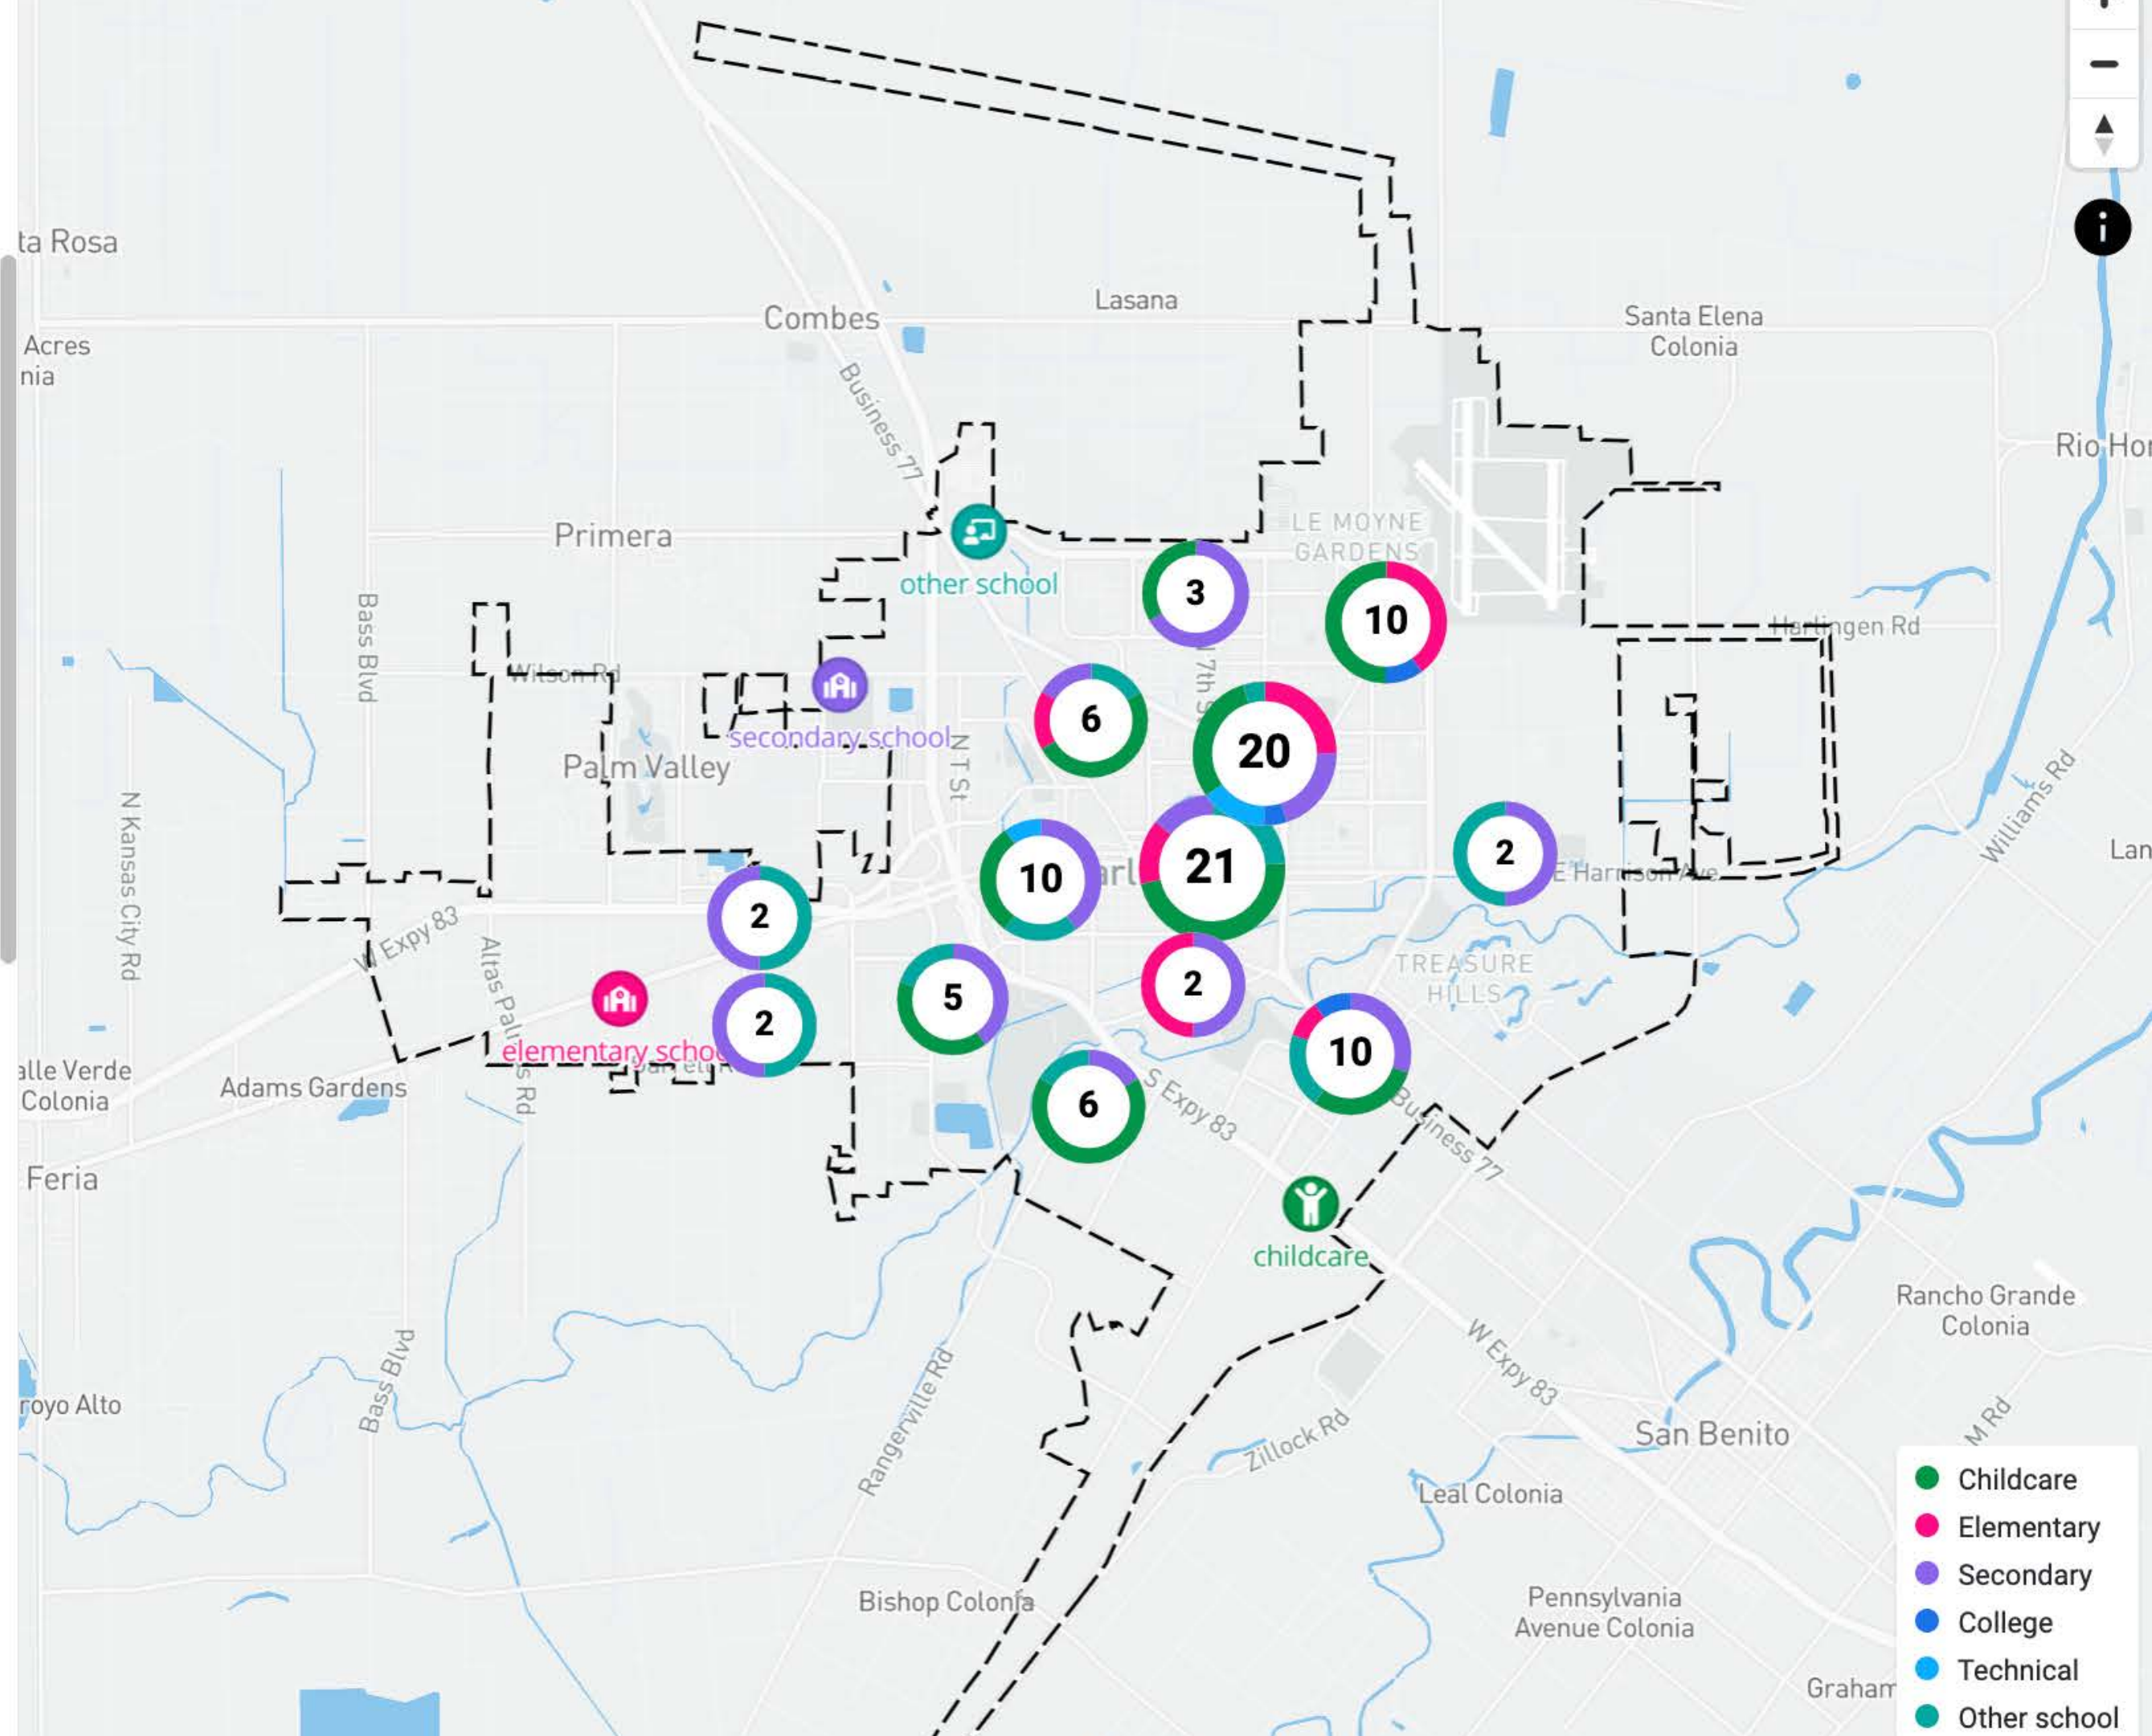 ta Rosa
Combes
Lasana
Santa Elena
Colonia
Acres
nia
Business 77
Rio Hor
Primera
LE MOYNE
GARDENS
other school
3
10
Bass Blvd
Harlingen Rd
Wilson Rd
N 7th St
6
secondary school
20
Palm Valley
N T St
N Kansas City Rd
Williams Rd
2
Lan
10
arl
21
E Harrison Ave
2
W Expy 83
Altas Palmas Rd
TREASURE
HILLS
2
5
elementary schoo
2
10
alle Verde
Colonia
Adams Gardens
6
S Expy 83
Business 77
Feria
childcare
Rancho Grande
Colonia
Bass Blvd
Rangerville Rd
W Expy 83
royo Alto
Zillock Rd
San Benito
M Rd
Leal Colonia
Bishop Colonia
Pennsylvania
Avenue Colonia
Graham
Childcare
Elementary
Secondary
College
Technical
Other school